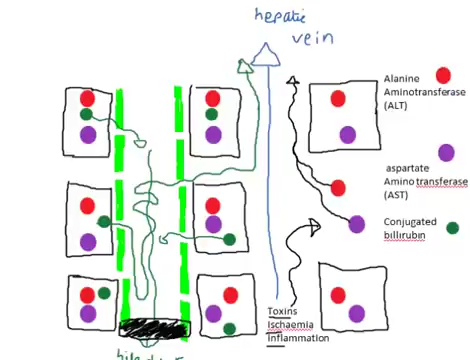 hepatic
vein
Alanine
Aminotransferase
(ALT)
aspartate
Amino transferase
(AST)
Conjugated
billirubin
Toxins
Ischaemia
Inflammation